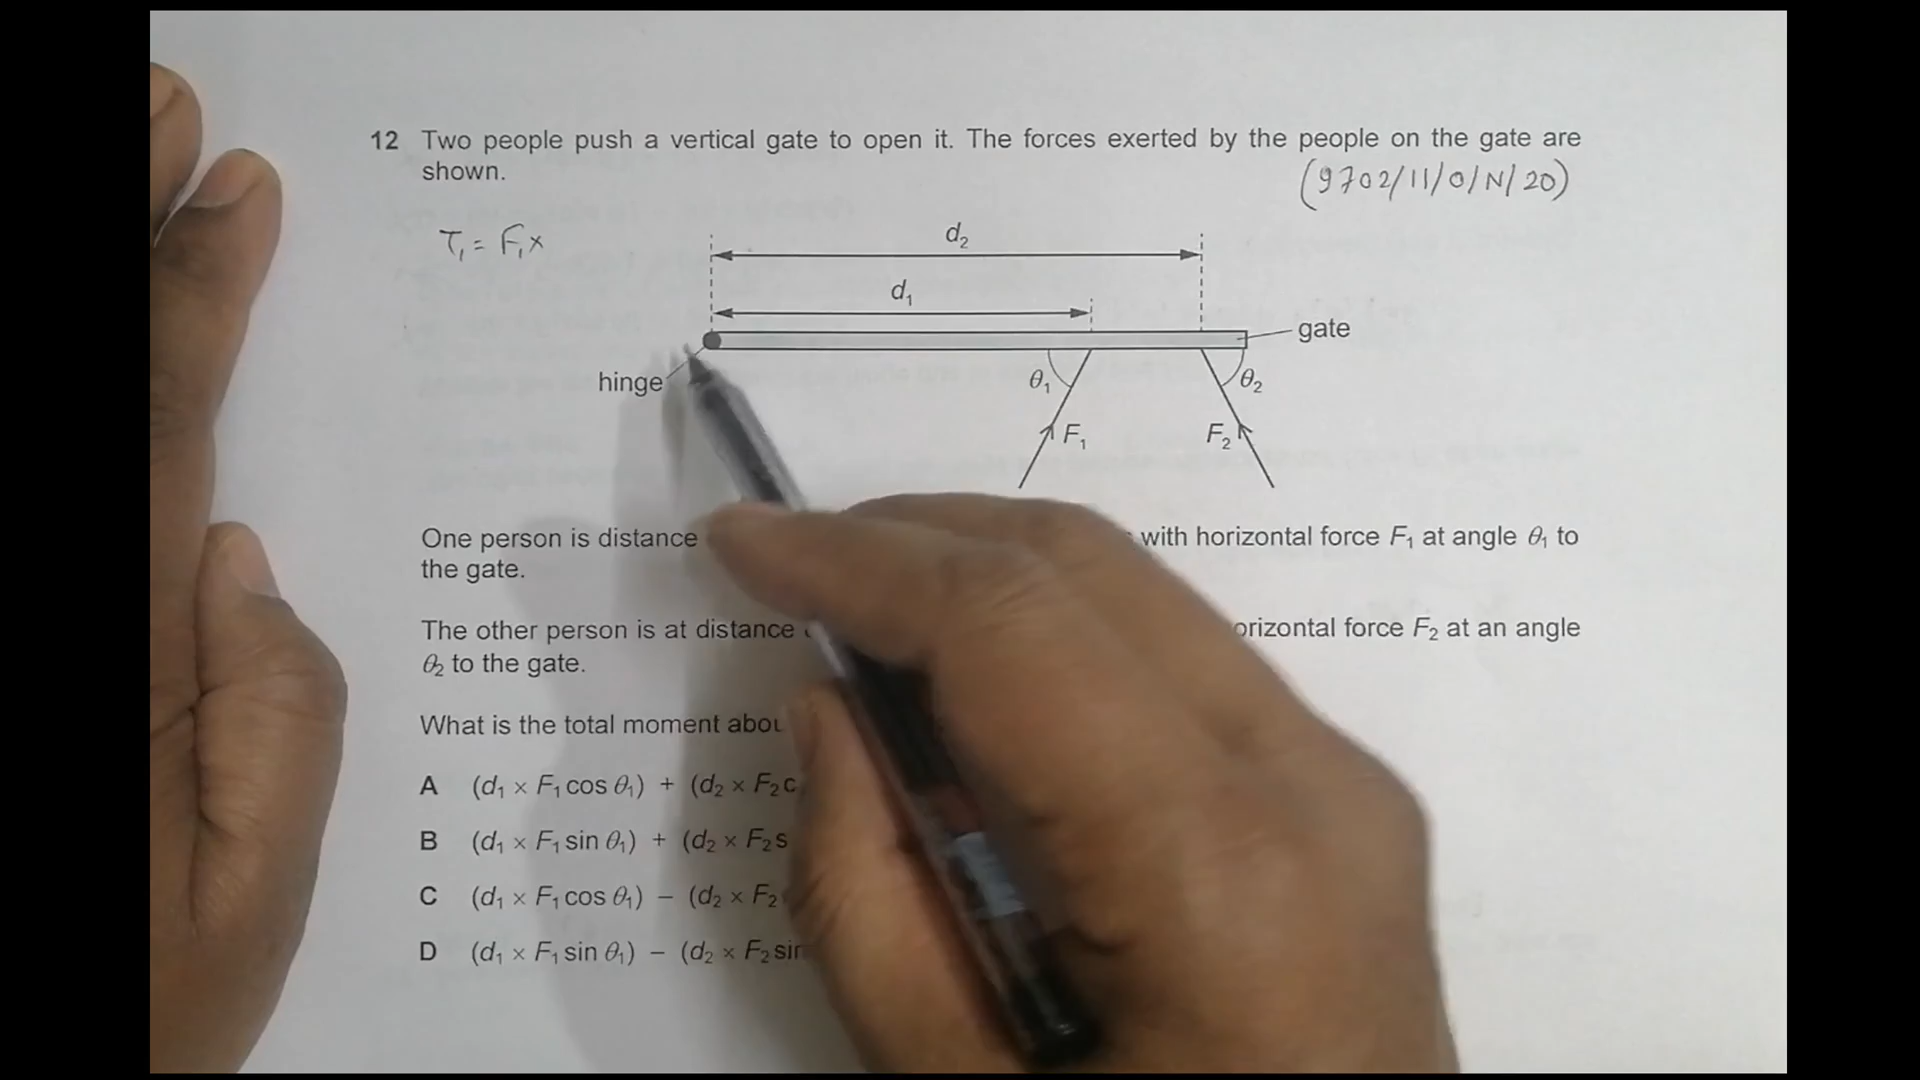 12 Two people push a vertical gate to open it. The forces exerted by the people on the gate are
shown.
(9702/11/O/N/20)
T₁ = F₁×
d₂
d₁
gate
hinge
θ₁
θ₂
F₁
F₂
One person is distance with horizontal force F₁ at angle θ₁ to
the gate.
The other person is at distance force F₂ at an angle
θ₂ to the gate.
What is the total moment
A (d₁ × F₁ cos θ₁) + (d₂ × F₂
B (d₁ × F₁ sin θ₁) + (d₂ × F₂
C (d₁ × F₁ cos θ₁) − (d₂ × F₂
D (d₁ × F₁ sin θ₁) − (d₂ × F₂ sin